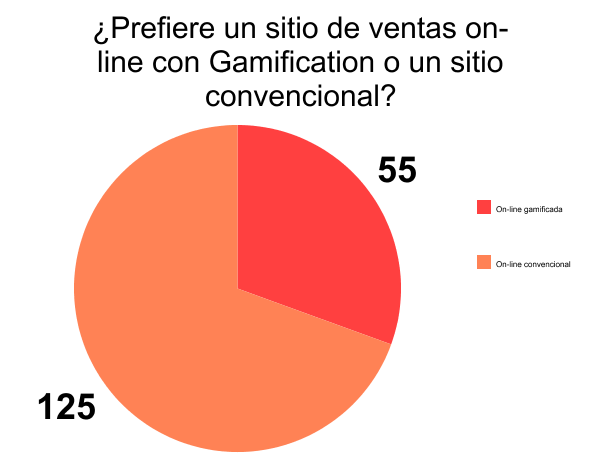 ¿Prefiere un sitio de ventas on-
line con Gamification o un sitio
convencional?
55
On-line gamificada
On-line convencional
125